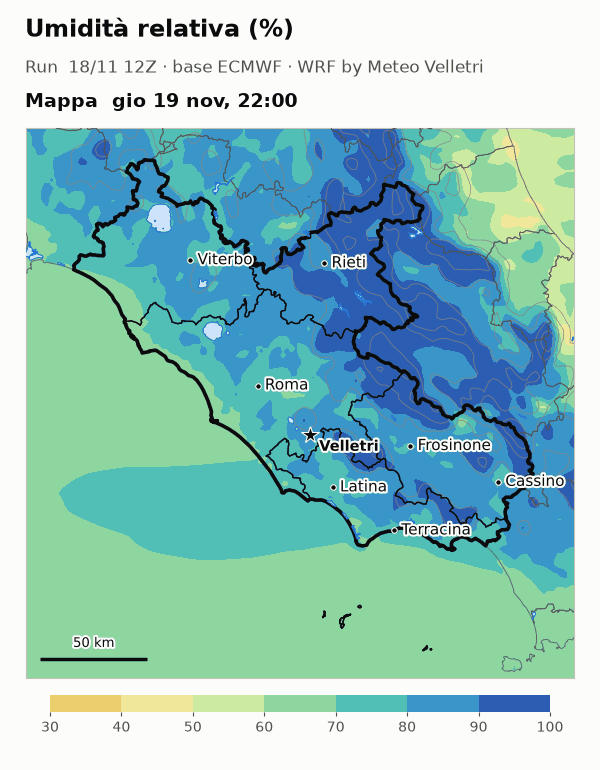 Umidità relativa (%)
Run  18/11 12Z · base ECMWF · WRF by Meteo Velletri
Mappa  gio 19 nov, 22:00
Viterbo
Rieti
Roma
Velletri
Frosinone
Cassino
Latina
Terracina
50 km
30 40 50 60 70 80 90 100